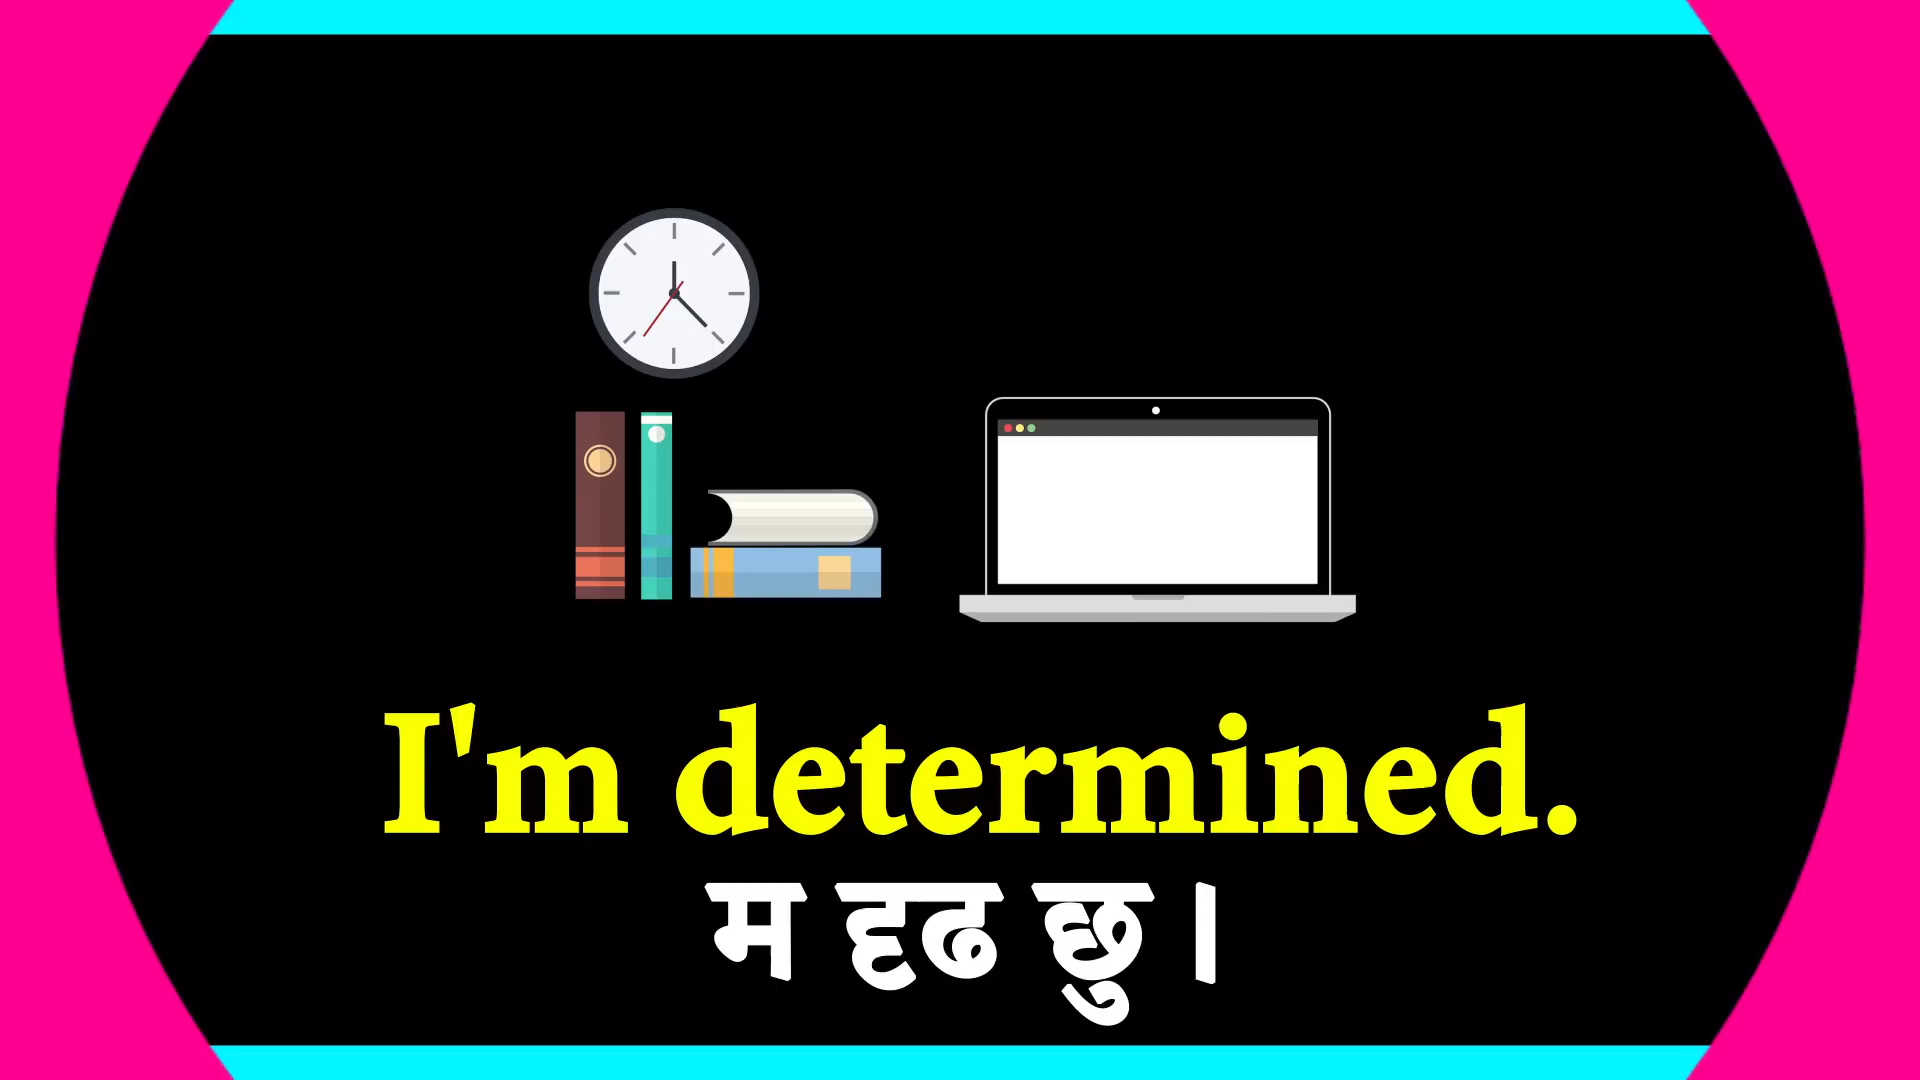 I'm determined.
म दृढ छु ।